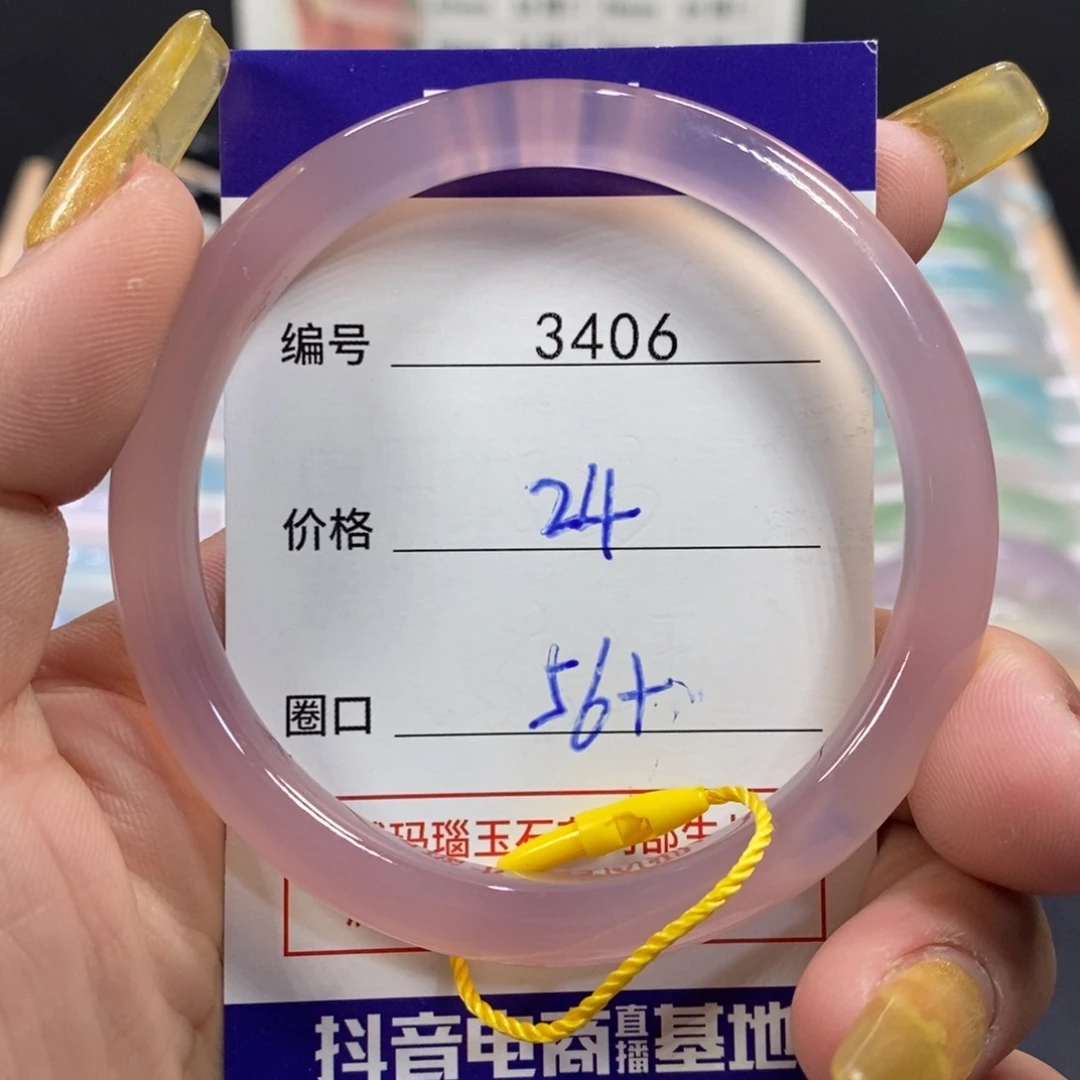 编号 3406
价格 24
圈口 56+
玛瑙玉石
抖音电商直播基地